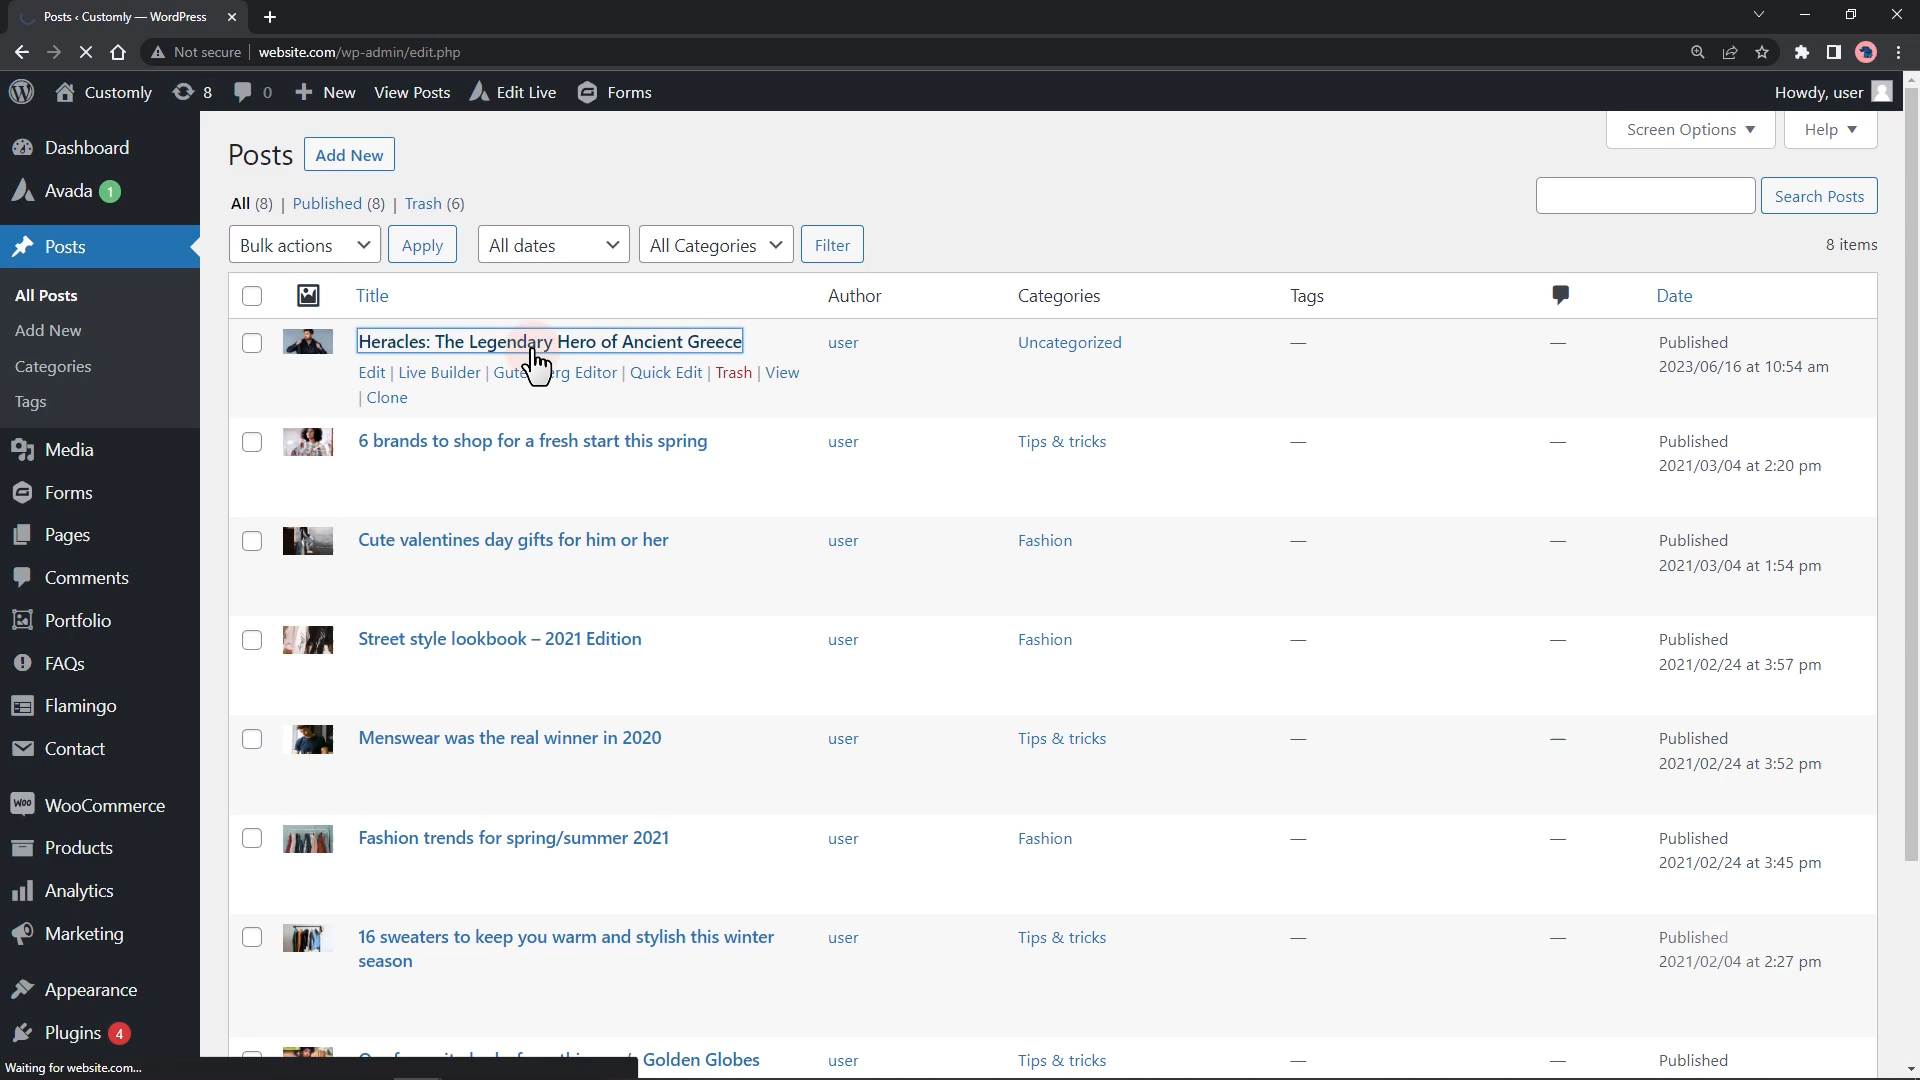 Posts ‹ Customly — WordPress
Not secure website.com/wp-admin/edit.php
Customly 8 0 New View Posts Edit Live Forms Howdy, user
Screen Options Help
Dashboard
Avada 1
Posts
All Posts
Add New
Categories
Tags
Media
Forms
Pages
Comments
Portfolio
FAQs
Flamingo
Contact
Woo WooCommerce
Products
Analytics
Marketing
Appearance
Plugins 4
Posts Add New
All (8) | Published (8) | Trash (6)
Search Posts
Bulk actions Apply All dates All Categories Filter 8 items
Title Author Categories Tags Date
Heracles: The Legendary Hero of Ancient Greece user Uncategorized — — Published
2023/06/16 at 10:54 am
Edit | Live Builder | Editor | Quick Edit | Trash | View
| Clone
6 brands to shop for a fresh start this spring user Tips & tricks — — Published
2021/03/04 at 2:20 pm
Cute valentines day gifts for him or her user Fashion — — Published
2021/03/04 at 1:54 pm
Street style lookbook – 2021 Edition user Fashion — — Published
2021/02/24 at 3:57 pm
Menswear was the real winner in 2020 user Tips & tricks — — Published
2021/02/24 at 3:52 pm
Fashion trends for spring/summer 2021 user Fashion — — Published
2021/02/24 at 3:45 pm
16 sweaters to keep you warm and stylish this winter user Tips & tricks — — Published
season 2021/02/04 at 2:27 pm
Golden Globes user Tips & tricks — — Published
Waiting for website.com...